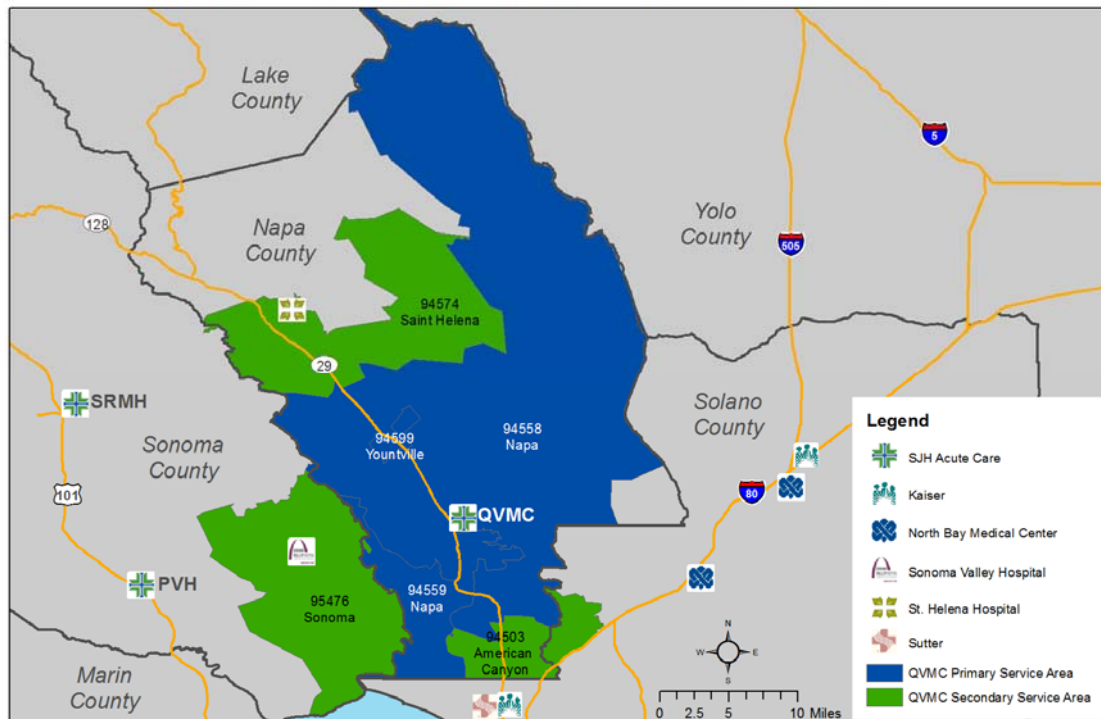 Lake
County
128
Napa
County
Yolo
County
5
505
94574
Saint Helena
29
SRMH
Sonoma
County
101
94599
Yountville
94558
Napa
Solano
County
80
QVMC
PVH
95476
Sonoma
94559
Napa
94503
American
Canyon
Marin
County
N
W
E
S
0
2.5
5
10 Miles
Legend
SJH Acute Care
Kaiser
North Bay Medical Center
Sonoma Valley Hospital
St. Helena Hospital
Sutter
QVMC Primary Service Area
QVMC Secondary Service Area